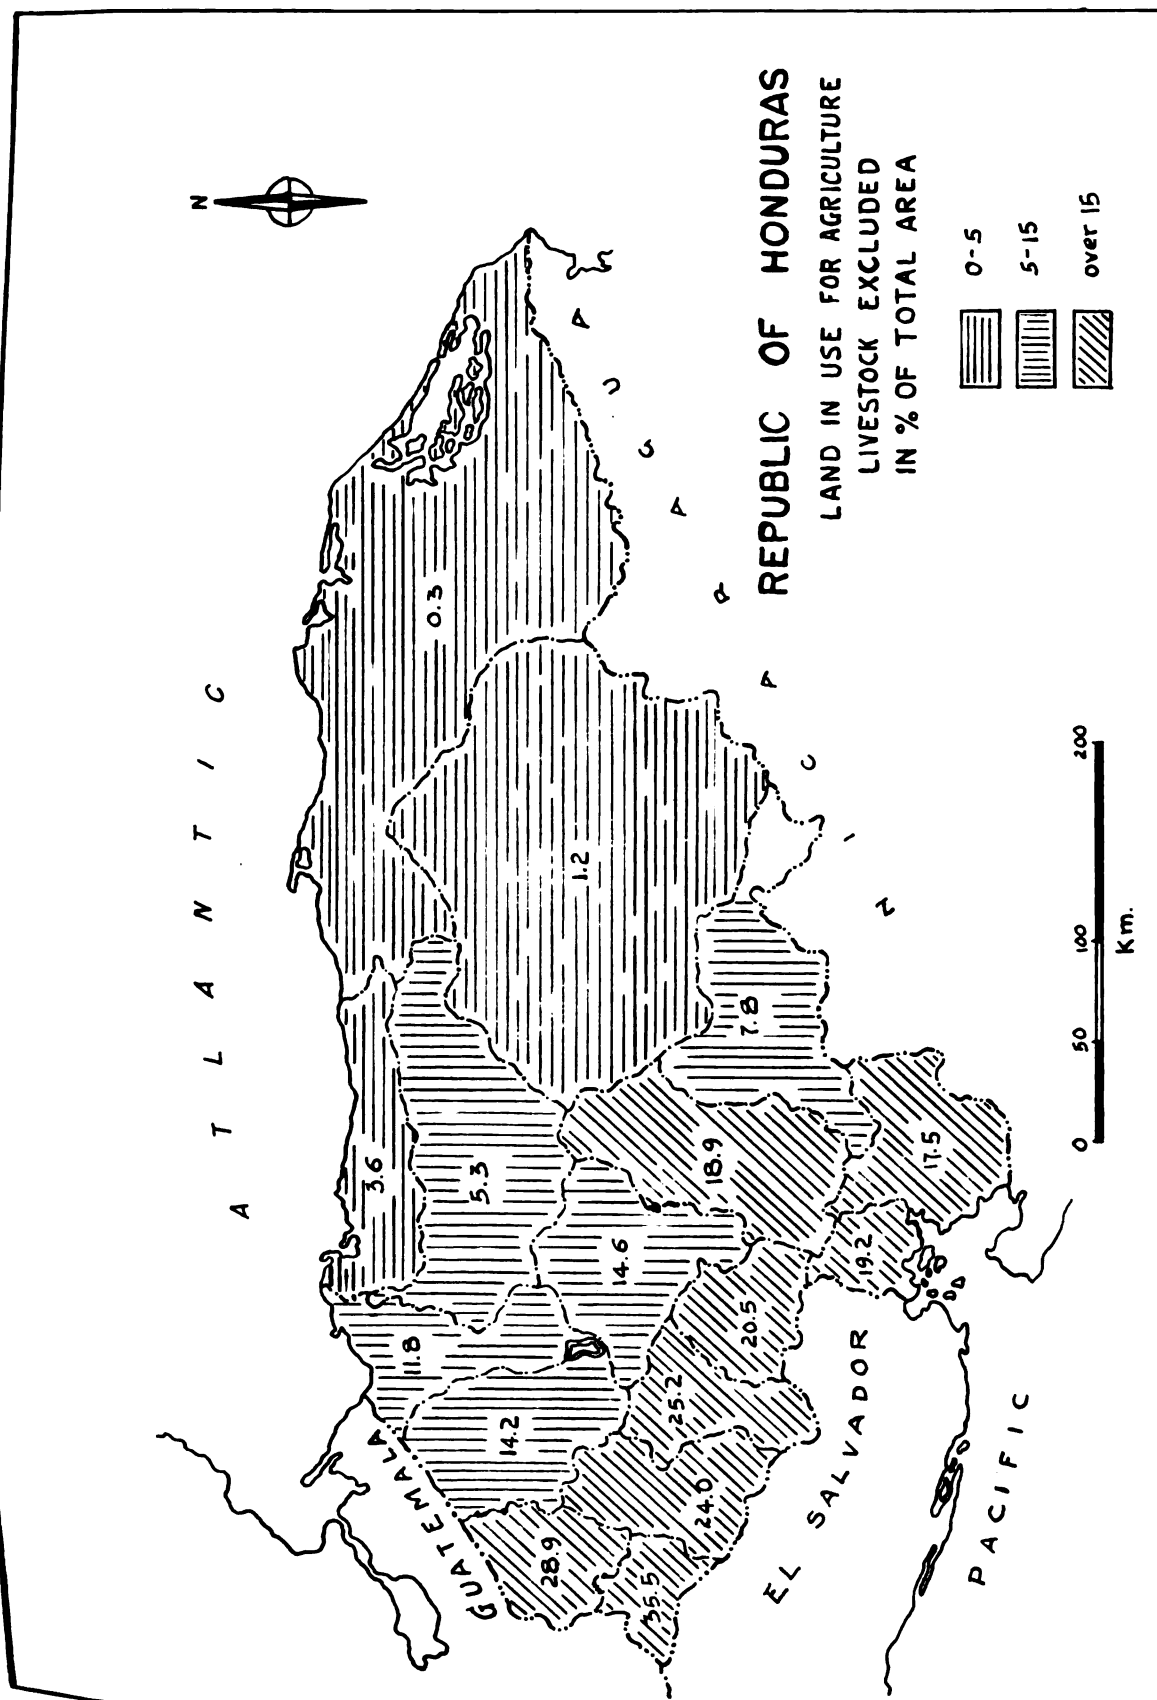 N
ATLANTIC
REPUBLIC OF HONDURAS
LAND IN USE FOR AGRICULTURE
LIVESTOCK EXCLUDED
IN % OF TOTAL AREA
0-5
5-15
over 15
0.3
1.2
3.6
5.3
7.8
11.8
14.2
14.6
18.9
17.5
19.2
20.5
25.2
24.0
28.9
35.5
GUATEMALA
EL SALVADOR
PACIFIC
NICARAGUA
0 50 100 200
Km.